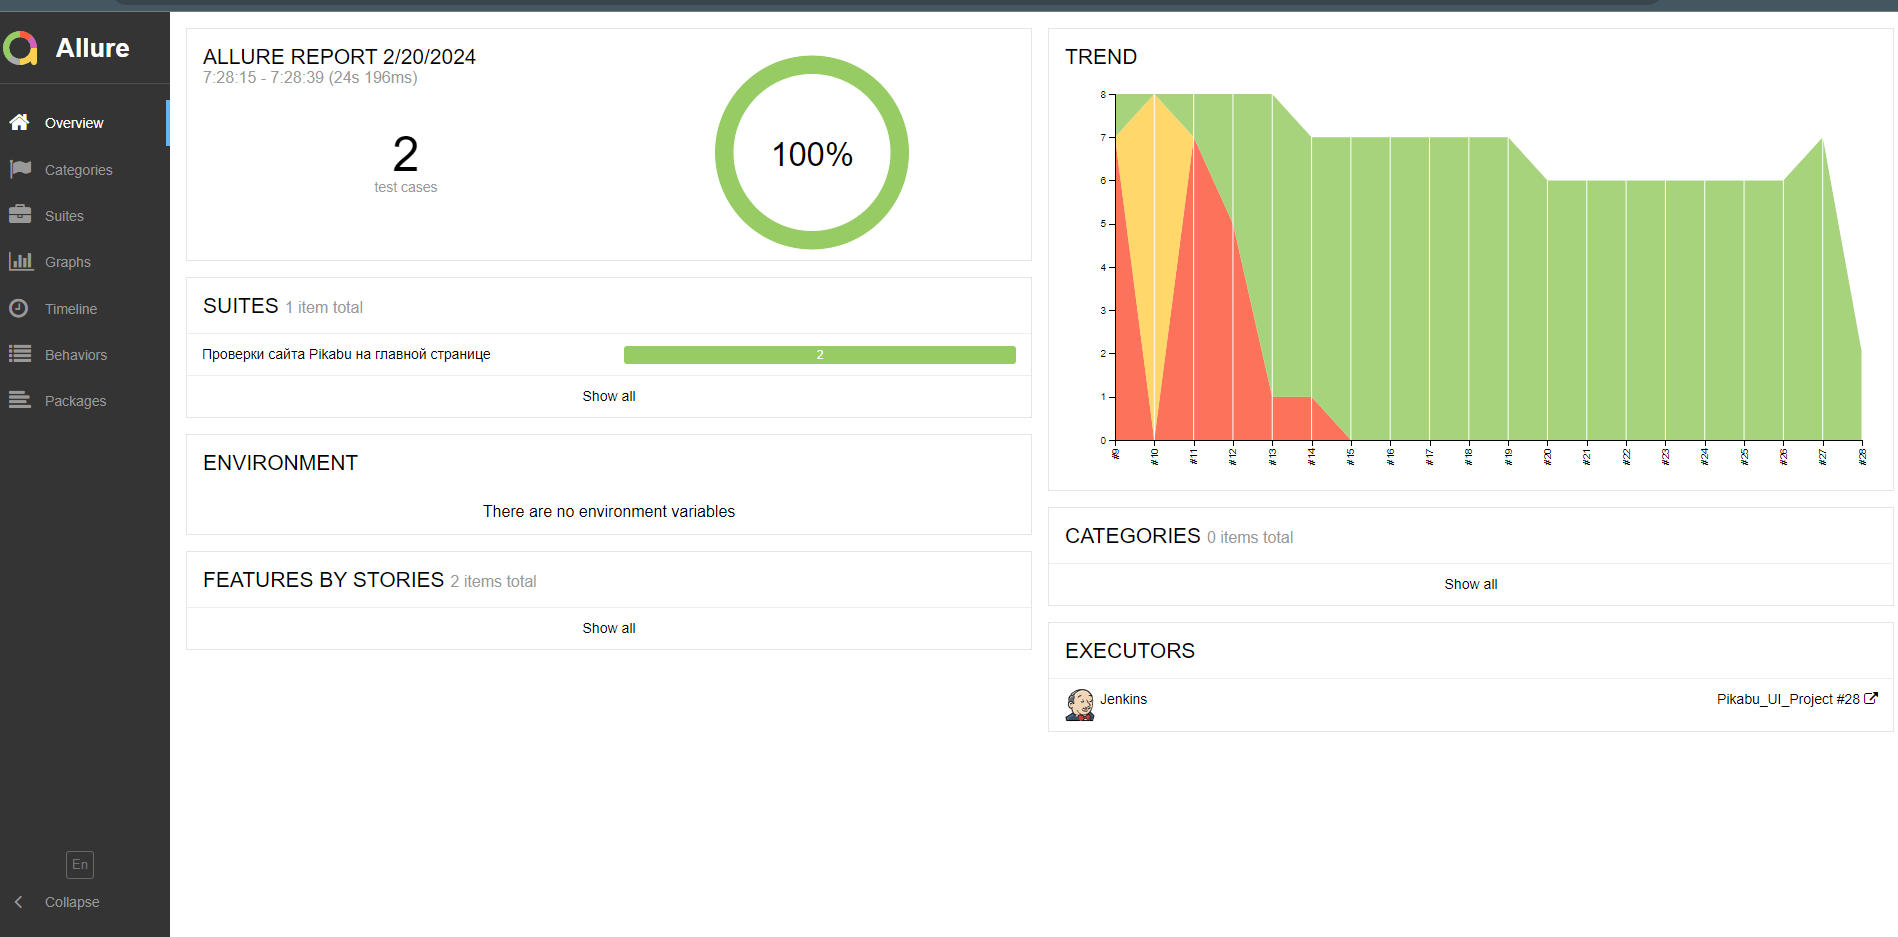 Allure
Overview
Categories
Suites
Graphs
Timeline
Behaviors
Packages
En
Collapse
ALLURE REPORT 2/20/2024
7:28:15 - 7:28:39 (24s 196ms)
2
test cases
100%
SUITES 1 item total
Проверки сайта Pikabu на главной странице 2
Show all
ENVIRONMENT
There are no environment variables
FEATURES BY STORIES 2 items total
Show all
TREND
8
7
6
5
4
3
2
1
0
#9 #10 #11 #12 #13 #14 #15 #16 #17 #18 #19 #20 #21 #22 #23 #24 #25 #26 #27 #28
CATEGORIES 0 items total
Show all
EXECUTORS
Jenkins Pikabu_UI_Project #28